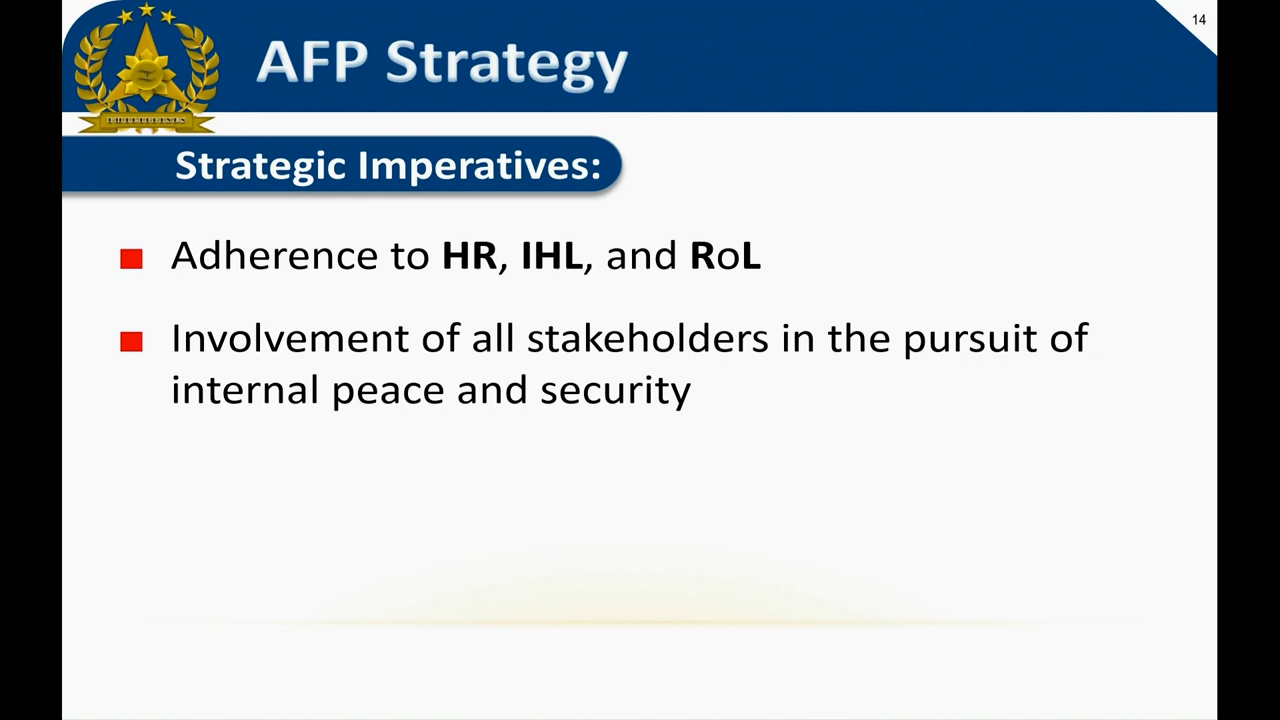 14
AFP Strategy
PHILIPPINES
Strategic Imperatives:
Adherence to HR, IHL, and RoL
Involvement of all stakeholders in the pursuit of
internal peace and security